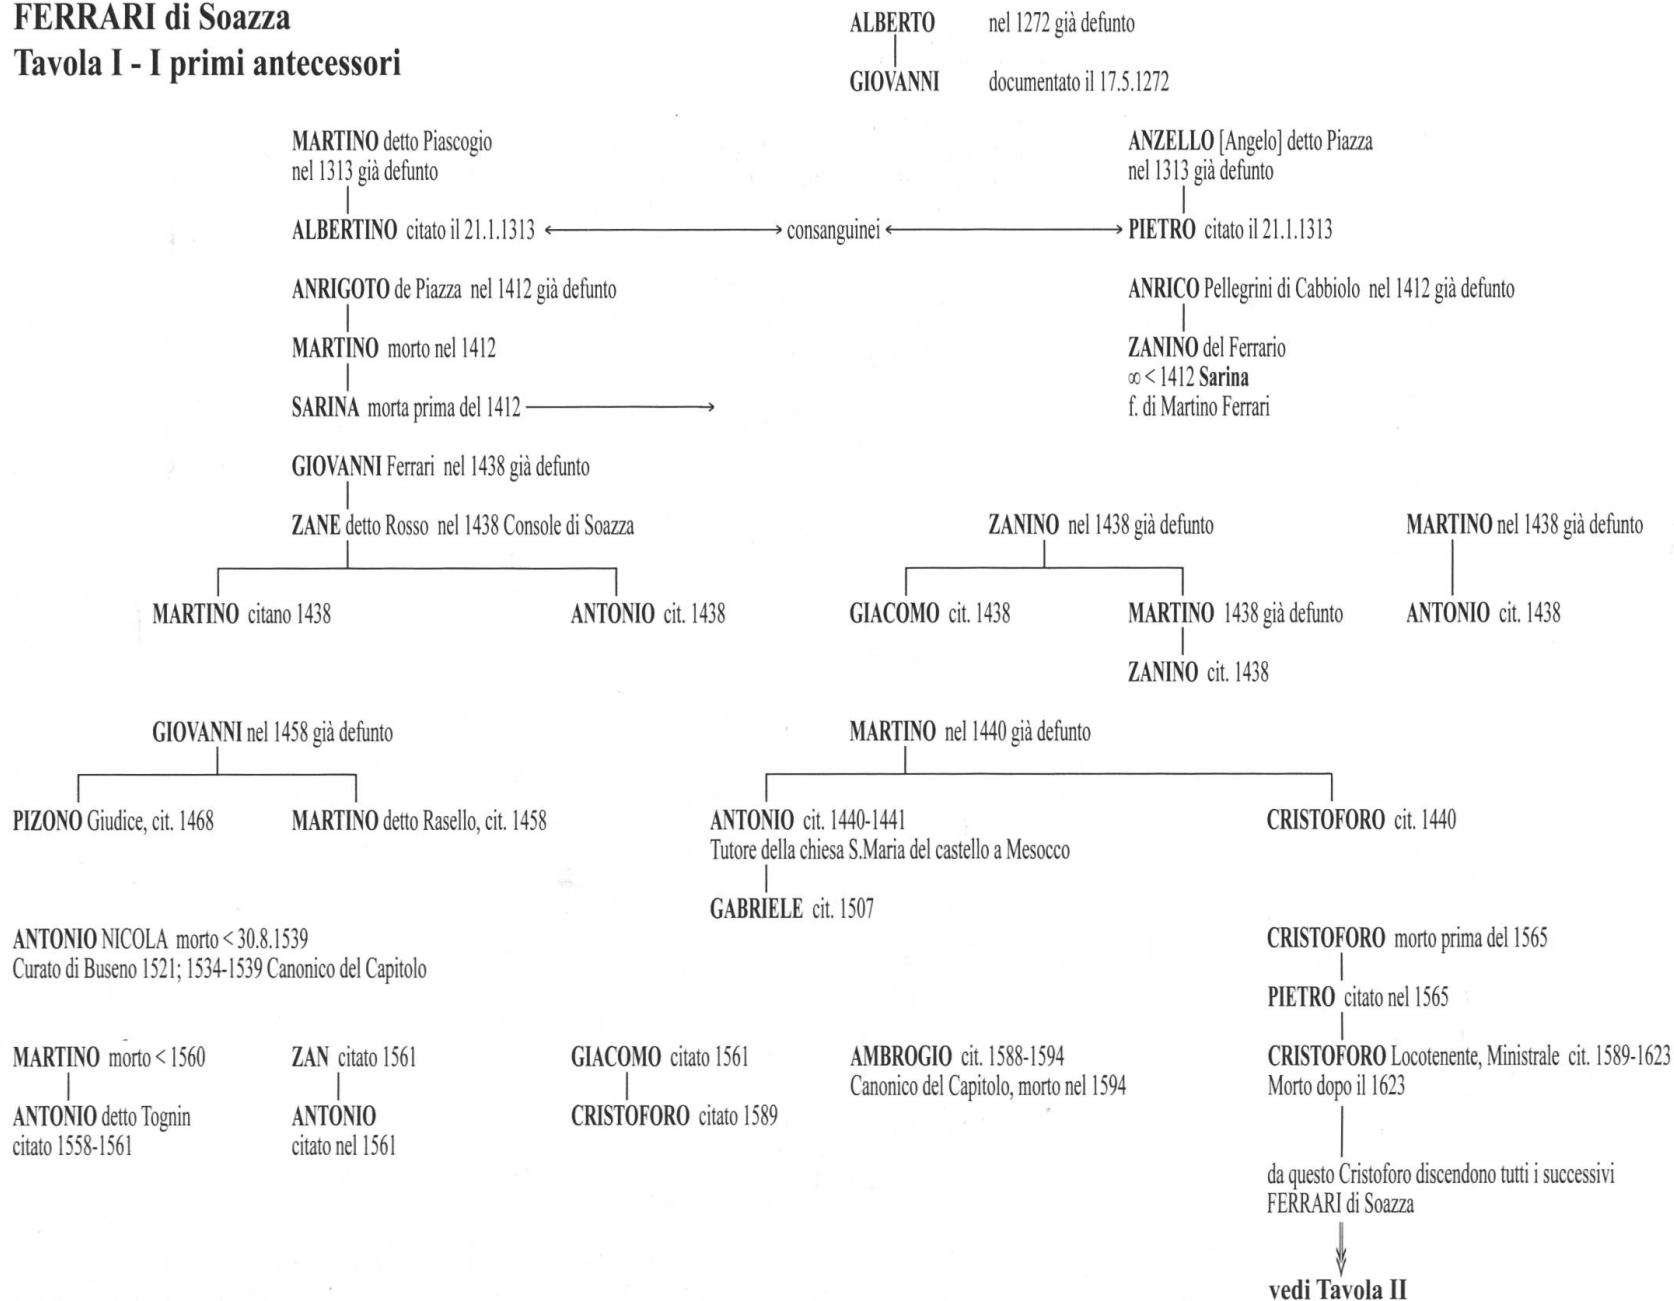 FERRARI di Soazza
Tavola I - I primi antecessori
ALBERTO nel 1272 già defunto
GIOVANNI documentato il 17.5.1272
MARTINO detto Piascogio
nel 1313 già defunto
ANZELLO [Angelo] detto Piazza
nel 1313 già defunto
ALBERTINO citato il 21.1.1313
consanguinei
PIETRO citato il 21.1.1313
ANRIGOTO de Piazza nel 1412 già defunto
ANRICO Pellegrini di Cabbiolo nel 1412 già defunto
MARTINO morto nel 1412
ZANINO del Ferrario
∞ < 1412 Sarina
f. di Martino Ferrari
SARINA morta prima del 1412
GIOVANNI Ferrari nel 1438 già defunto
ZANE detto Rosso nel 1438 Console di Soazza
ZANINO nel 1438 già defunto
MARTINO nel 1438 già defunto
MARTINO citano 1438
ANTONIO cit. 1438
GIACOMO cit. 1438
MARTINO 1438 già defunto
ANTONIO cit. 1438
ZANINO cit. 1438
GIOVANNI nel 1458 già defunto
MARTINO nel 1440 già defunto
PIZONO Giudice, cit. 1468
MARTINO detto Rasello, cit. 1458
ANTONIO cit. 1440-1441
Tutore della chiesa S.Maria del castello a Mesocco
CRISTOFORO cit. 1440
GABRIELE cit. 1507
ANTONIO NICOLA morto < 30.8.1539
Curato di Buseno 1521; 1534-1539 Canonico del Capitolo
CRISTOFORO morto prima del 1565
PIETRO citato nel 1565
MARTINO morto < 1560
ZAN citato 1561
GIACOMO citato 1561
AMBROGIO cit. 1588-1594
Canonico del Capitolo, morto nel 1594
CRISTOFORO Locotenente, Ministrale cit. 1589-1623
Morto dopo il 1623
ANTONIO detto Tognin
citato 1558-1561
ANTONIO
citato nel 1561
CRISTOFORO citato 1589
da questo Cristoforo discendono tutti i successivi
FERRARI di Soazza
vedi Tavola II